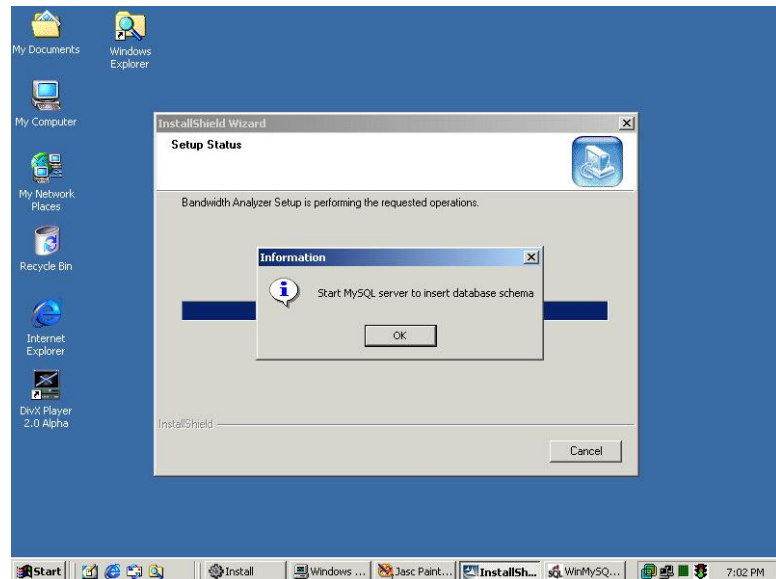 My Documents
Windows
Explorer
My Computer
My Network
Places
Recycle Bin
Internet
Explorer
DivX Player
2.0 Alpha
InstallShield Wizard
Setup Status
Bandwidth Analyzer Setup is performing the requested operations.
Information
Start MySQL server to insert database schema
OK
InstallShield
Cancel
Start
Install
Windows ...
Jasc Paint...
InstallSh...
WinMySQ...
7:02 PM